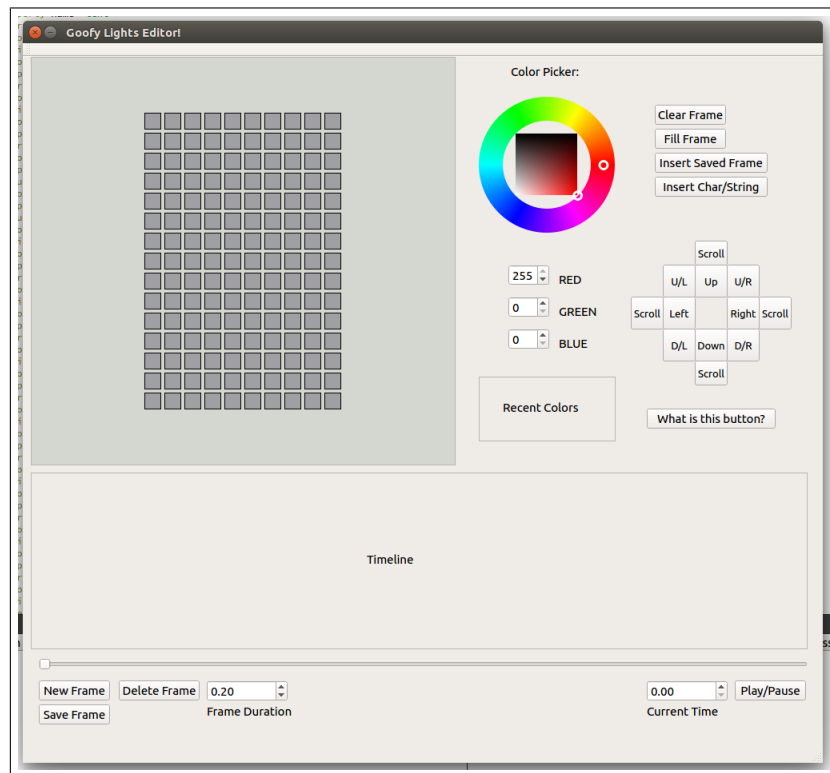 Goofy Lights Editor!
Color Picker:
Clear Frame
Fill Frame
Insert Saved Frame
Insert Char/String
255 RED
0 GREEN
0 BLUE
Scroll
U/L Up U/R
Scroll Left Right Scroll
D/L Down D/R
Scroll
Recent Colors
What is this button?
Timeline
New Frame Delete Frame 0.20 0.00 Play/Pause
Save Frame Frame Duration Current Time